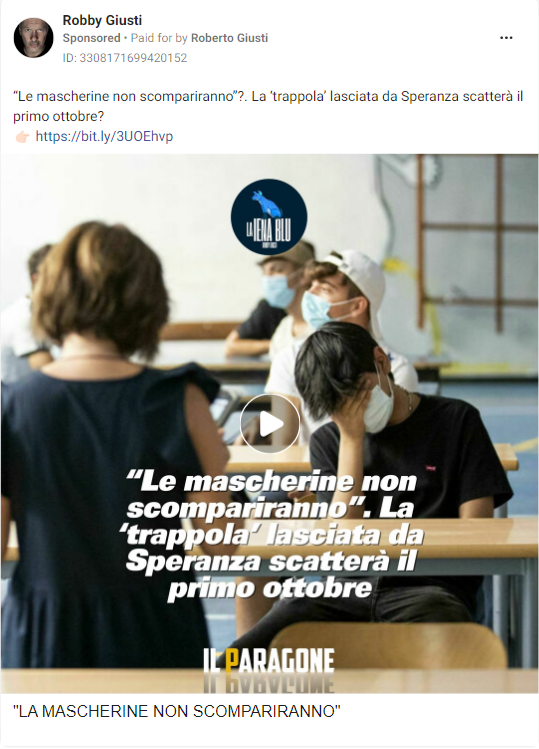 Robby Giusti
Sponsored • Paid for by Roberto Giusti
ID: 3308171699420152
“Le mascherine non scompariranno”?. La ‘trappola’ lasciata da Speranza scatterà il
primo ottobre?
👉🏻 https://bit.ly/3UOEhvp
LA
IENA BLU
“Le mascherine non
scompariranno”. La
‘trappola’ lasciata da
Speranza scatterà il
primo ottobre
IL PARAGONE
"LA MASCHERINE NON SCOMPARIRANNO"